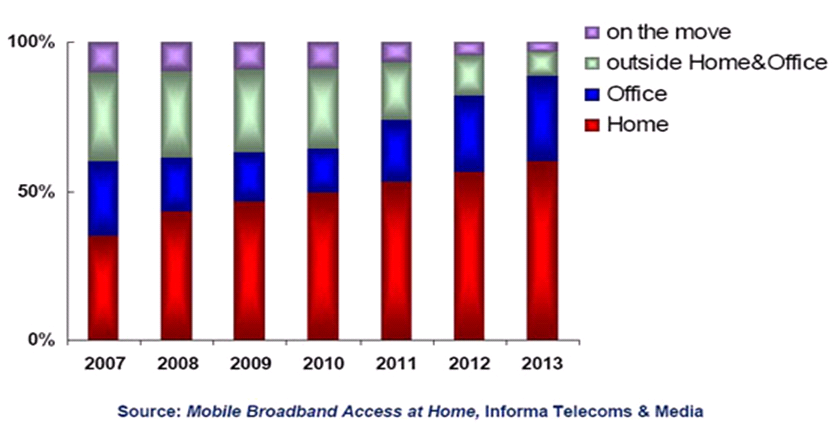 100%
50%
0%
on the move
outside Home&Office
Office
Home
2007 2008 2009 2010 2011 2012 2013
Source: Mobile Broadband Access at Home, Informa Telecoms & Media